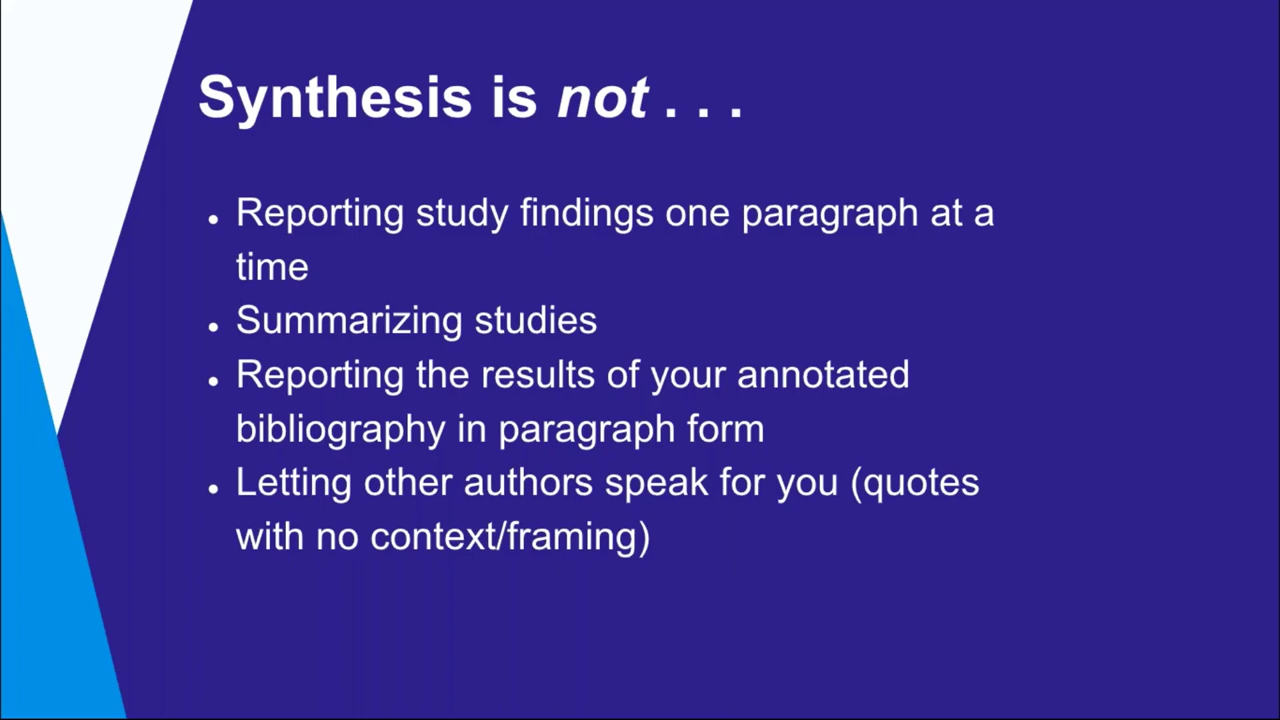 Synthesis is not . . .
• Reporting study findings one paragraph at a
time
• Summarizing studies
• Reporting the results of your annotated
bibliography in paragraph form
• Letting other authors speak for you (quotes
with no context/framing)